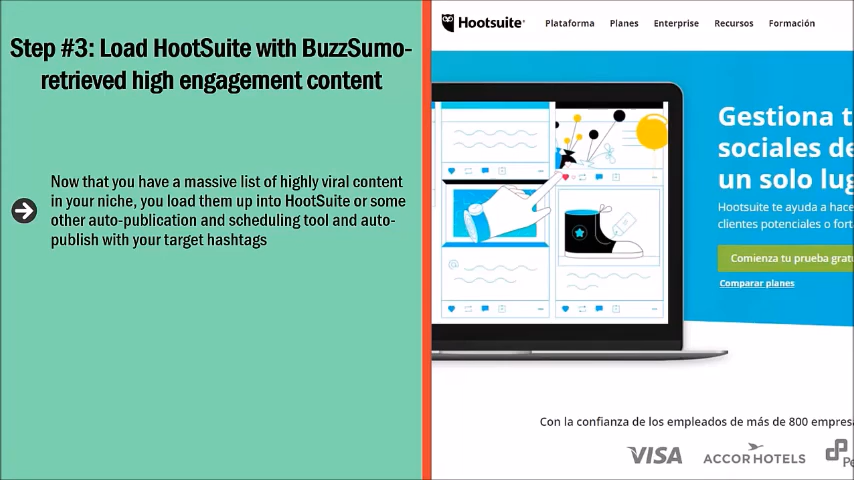 Step #3: Load HootSuite with BuzzSumo-
retrieved high engagement content
Now that you have a massive list of highly viral content
in your niche, you load them up into HootSuite or some
other auto-publication and scheduling tool and auto-
publish with your target hashtags
Hootsuite®
Plataforma Planes Enterprise Recursos Formación
Gestiona t
sociales de
un solo lug
Hootsuite te ayuda a hace
clientes potenciales o fort
Comienza tu prueba gratu
Comparar planes
Con la confianza de los empleados de más de 800 empresa
VISA ACCORHOTELS Pe